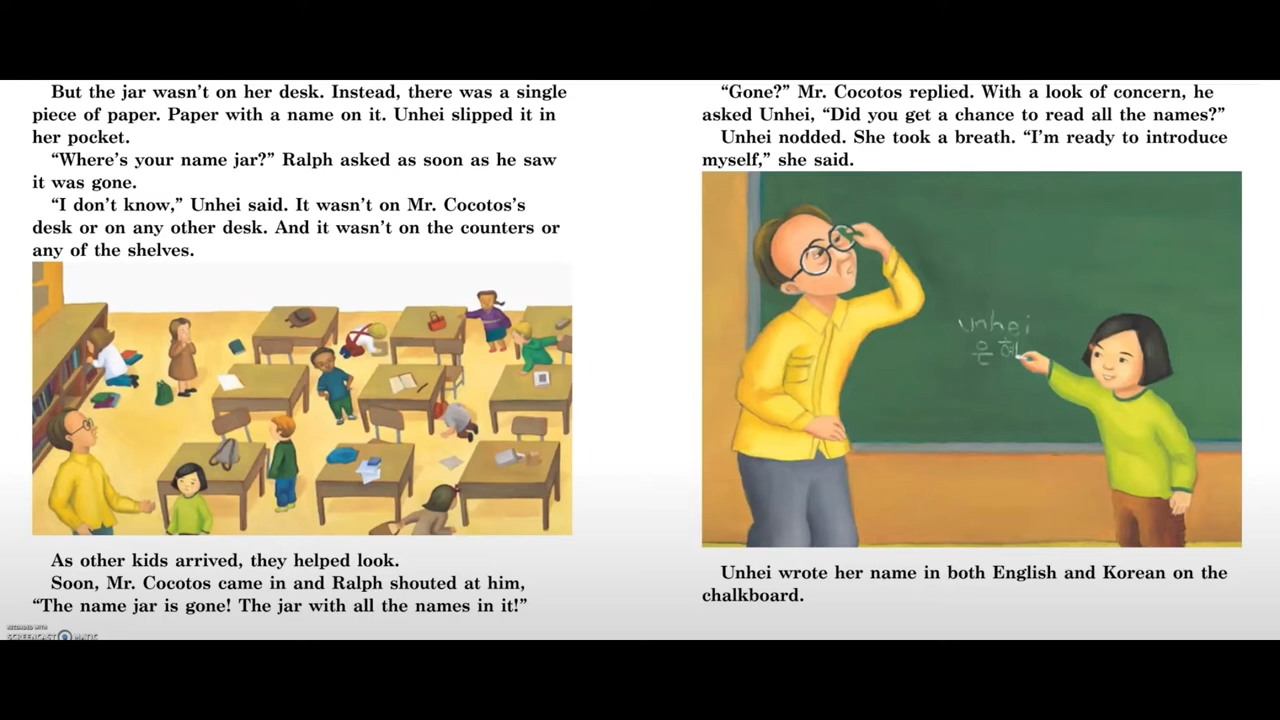 But the jar wasn’t on her desk. Instead, there was a single
piece of paper. Paper with a name on it. Unhei slipped it in
her pocket.
“Where’s your name jar?” Ralph asked as soon as he saw
it was gone.
“I don’t know,” Unhei said. It wasn’t on Mr. Cocotos’s
desk or on any other desk. And it wasn’t on the counters or
any of the shelves.
As other kids arrived, they helped look.
Soon, Mr. Cocotos came in and Ralph shouted at him,
“The name jar is gone! The jar with all the names in it!”
RECORDED WITH
SCREENCAST MATIC
“Gone?” Mr. Cocotos replied. With a look of concern, he
asked Unhei, “Did you get a chance to read all the names?”
Unhei nodded. She took a breath. “I’m ready to introduce
myself,” she said.
unhei
은혜
Unhei wrote her name in both English and Korean on the
chalkboard.